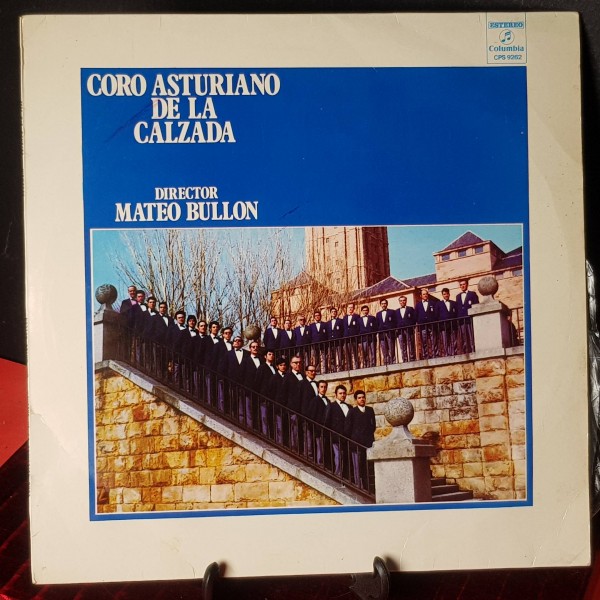 ESTEREO
Columbia
CPS 9262
CORO ASTURIANO
DE LA
CALZADA
DIRECTOR
MATEO BULLON